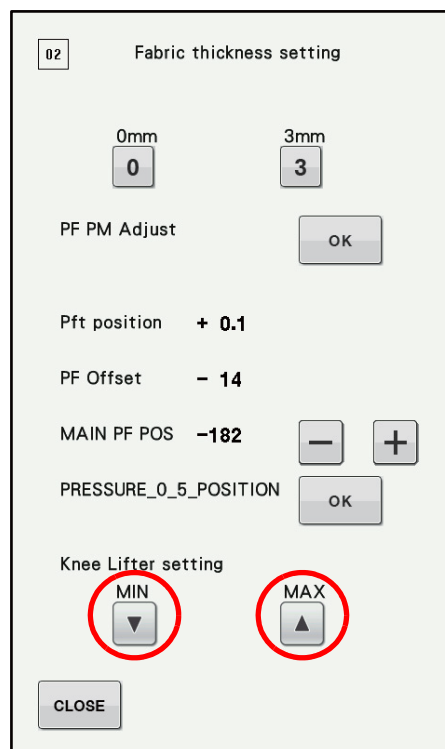 02 Fabric thickness setting
0mm 3mm
0 3
PF PM Adjust OK
Pft position + 0.1
PF Offset - 14
MAIN PF POS -182 - +
PRESSURE_0_5_POSITION OK
Knee Lifter setting
MIN MAX
▼ ▲
CLOSE